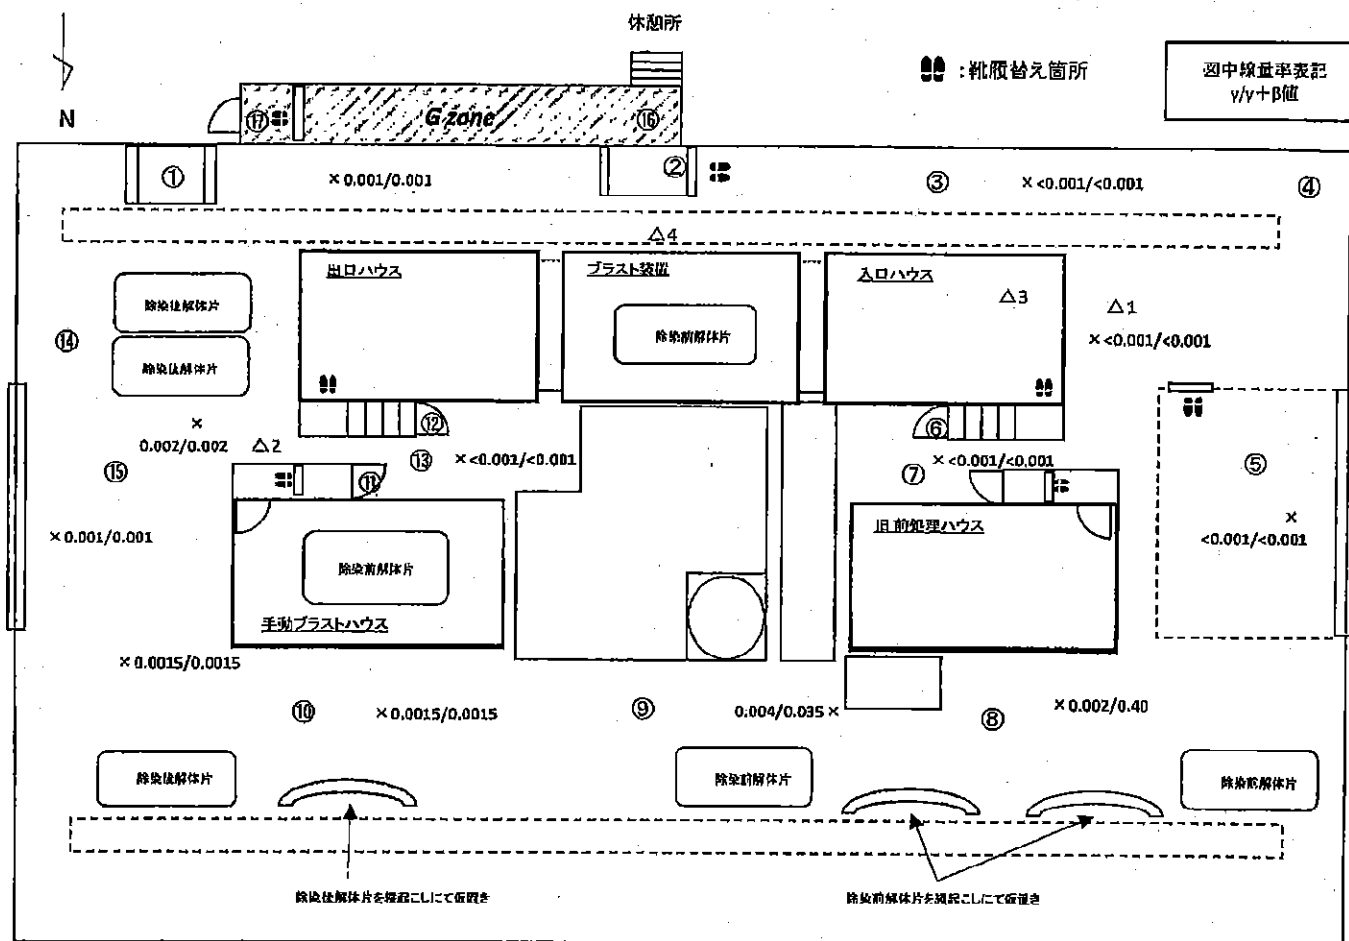 休憩所
:靴履替え箇所
図中線量率表記
γ/γ+β値
N
G zone
⑰
⑯
①
× 0.001/0.001
②
③
×<0.001/<0.001
④
△4
出口ハウス
ブラスト装置
入口ハウス
△3
△1
×<0.001/<0.001
除染後解体片
除染前解体片
⑭
除染後解体片
×
0.002/0.002
△2
⑫
⑬
×<0.001/<0.001
⑥
⑦
×<0.001/<0.001
⑤
×
<0.001/<0.001
⑮
⑪
×0.001/0.001
旧前処理ハウス
除染前解体片
手動ブラストハウス
×0.0015/0.0015
⑩
×0.0015/0.0015
⑨
0.004/0.035×
⑧
×0.002/0.40
除染後解体片
除染前解体片
除染前解体片
除染後解体片を縦起こしにて仮置き
除染前解体片を縦起こしにて仮置き